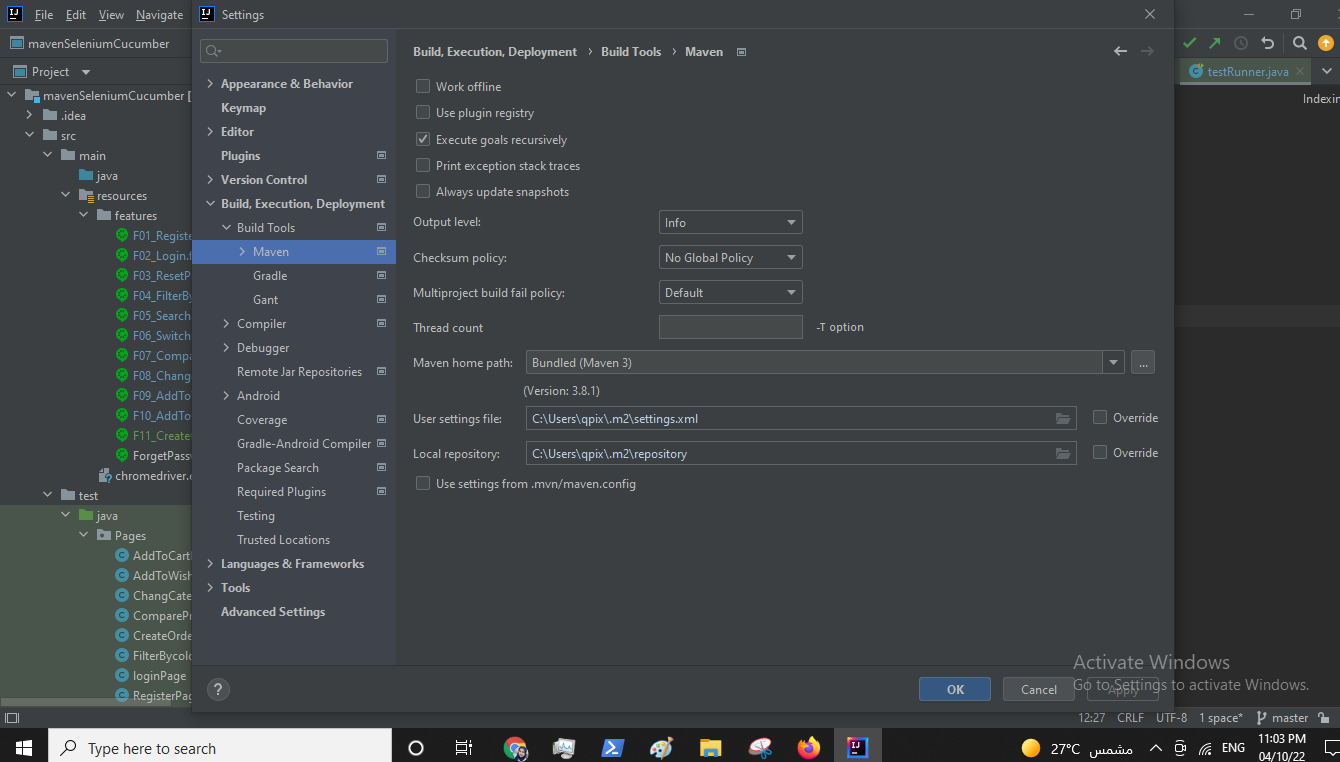 File Edit View Navigate
Settings
mavenSeleniumCucumber
Project
mavenSeleniumCucumber [
.idea
src
main
java
resources
features
F01_Registe
F02_Login.f
F03_ResetP
F04_FilterBy
F05_Search
F06_Switch
F07_Compa
F08_Chang
F09_AddTo
F10_AddTo
F11_Create
ForgetPass
chromedriver.e
test
java
Pages
AddToCart
AddToWish
ChangCate
ComparePr
CreateOrde
FilterBycolo
loginPage
RegisterPag
Appearance & Behavior
Keymap
Editor
Plugins
Version Control
Build, Execution, Deployment
Build Tools
Maven
Gradle
Gant
Compiler
Debugger
Remote Jar Repositories
Android
Coverage
Gradle-Android Compiler
Package Search
Required Plugins
Testing
Trusted Locations
Languages & Frameworks
Tools
Advanced Settings
Build, Execution, Deployment › Build Tools › Maven
Work offline
Use plugin registry
Execute goals recursively
Print exception stack traces
Always update snapshots
Output level: Info
Checksum policy: No Global Policy
Multiproject build fail policy: Default
Thread count -T option
Maven home path: Bundled (Maven 3) ...
(Version: 3.8.1)
User settings file: C:\Users\qpix\.m2\settings.xml Override
Local repository: C:\Users\qpix\.m2\repository Override
Use settings from .mvn/maven.config
? OK Cancel Apply
testRunner.java
Indexin
Activate Windows
Go to Settings to activate Windows.
12:27 CRLF UTF-8 1 space* master
Type here to search
27°C مشمس ENG
11:03 PM
04/10/22